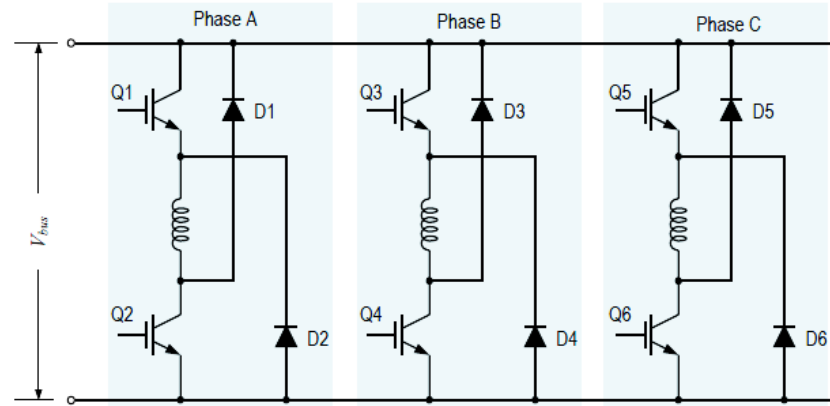 Phase A
Phase B
Phase C
Q1
D1
Q3
D3
Q5
D5
Vbus
Q2
D2
Q4
D4
Q6
D6